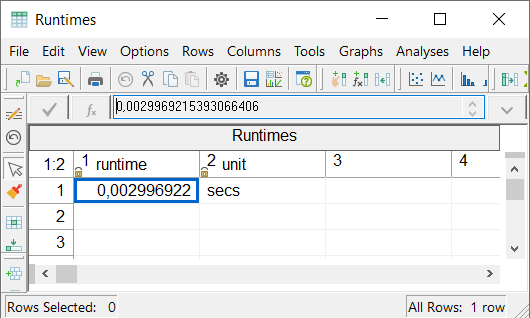 Runtimes
File Edit View Options Rows Columns Tools Graphs Analyses Help
0,0029969215393066406
Runtimes
1:2 1 runtime 2 unit 3 4
1 0,002996922 secs
2
3
Rows Selected: 0 All Rows: 1 row